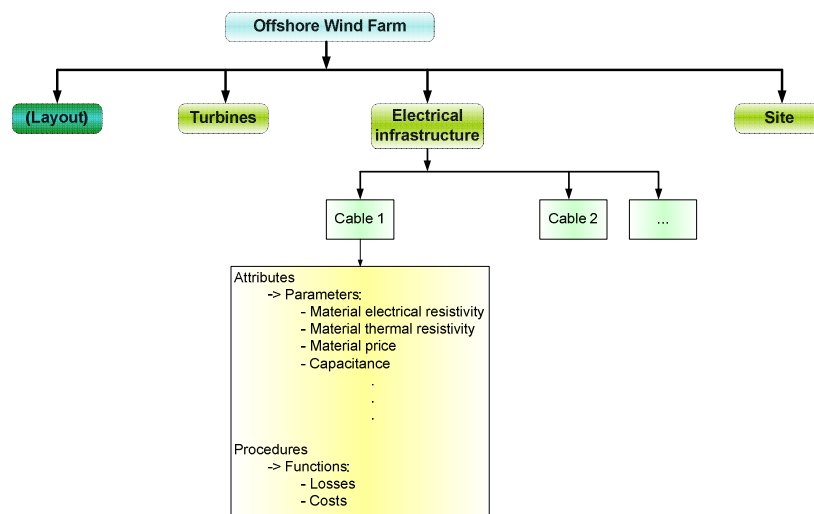 Offshore Wind Farm
(Layout)
Turbines
Electrical
infrastructure
Site
Cable 1
Cable 2
...
Attributes
-> Parameters:
- Material electrical resistivity
- Material thermal resistivity
- Material price
- Capacitance
.
.
.
Procedures
-> Functions:
- Losses
- Costs